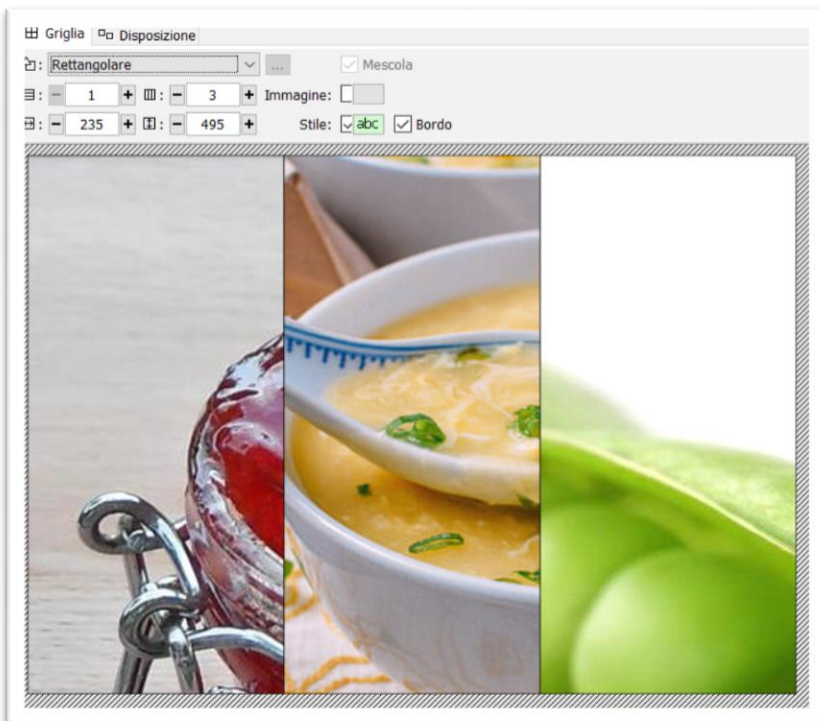 Griglia Disposizione
: Rettangolare ... Mescola
: − 1 + : − 3 + Immagine:
: − 235 + : − 495 + Stile: abc Bordo